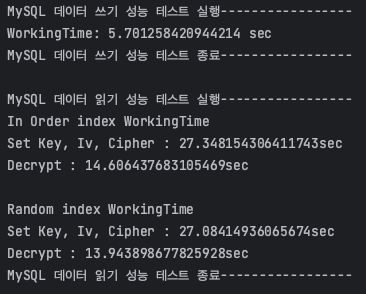 MySQL 데이터 쓰기 성능 테스트 실행-----------------
WorkingTime: 5.701258420944214 sec
MySQL 데이터 쓰기 성능 테스트 종료-----------------
MySQL 데이터 읽기 성능 테스트 실행-----------------
In Order index WorkingTime
Set Key, Iv, Cipher : 27.348154306411743sec
Decrypt : 14.606437683105469sec
Random index WorkingTime
Set Key, Iv, Cipher : 27.08414936065674sec
Decrypt : 13.943898677825928sec
MySQL 데이터 읽기 성능 테스트 종료-----------------